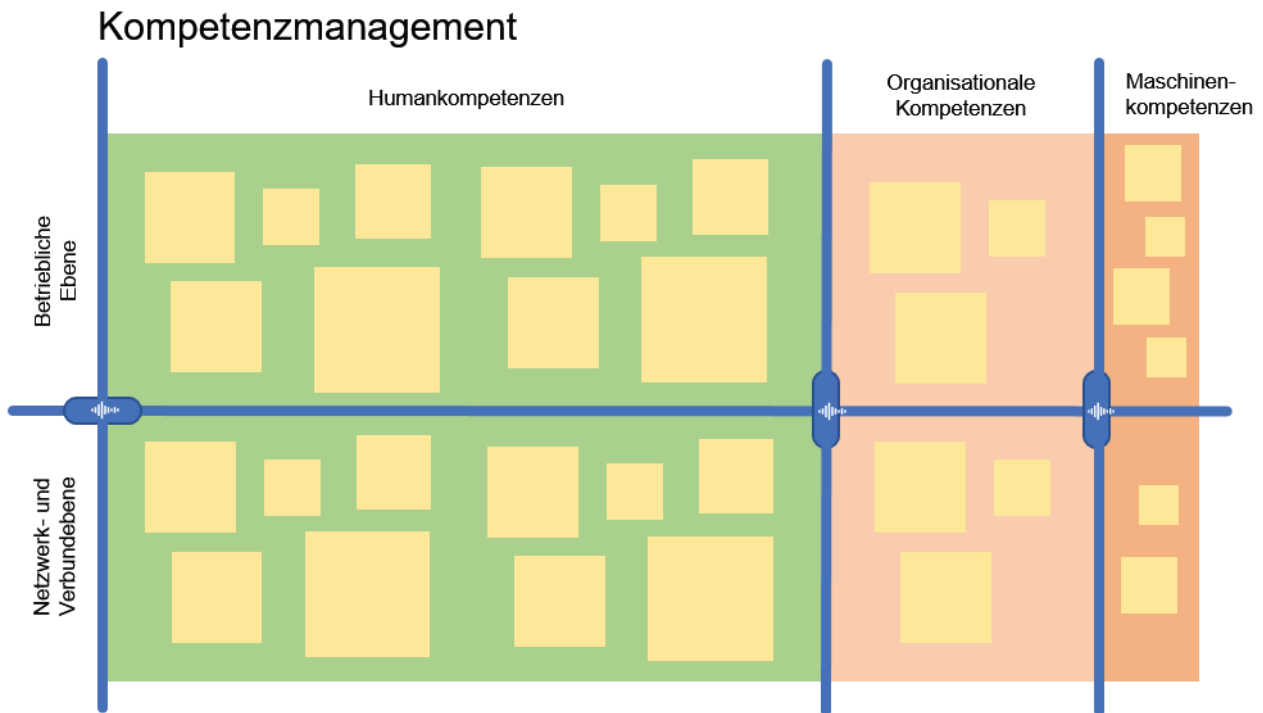 Kompetenzmanagement
Humankompetenzen
Organisationale
Kompetenzen
Maschinen-
kompetenzen
Betriebliche
Ebene
Netzwerk- und
Verbundebene